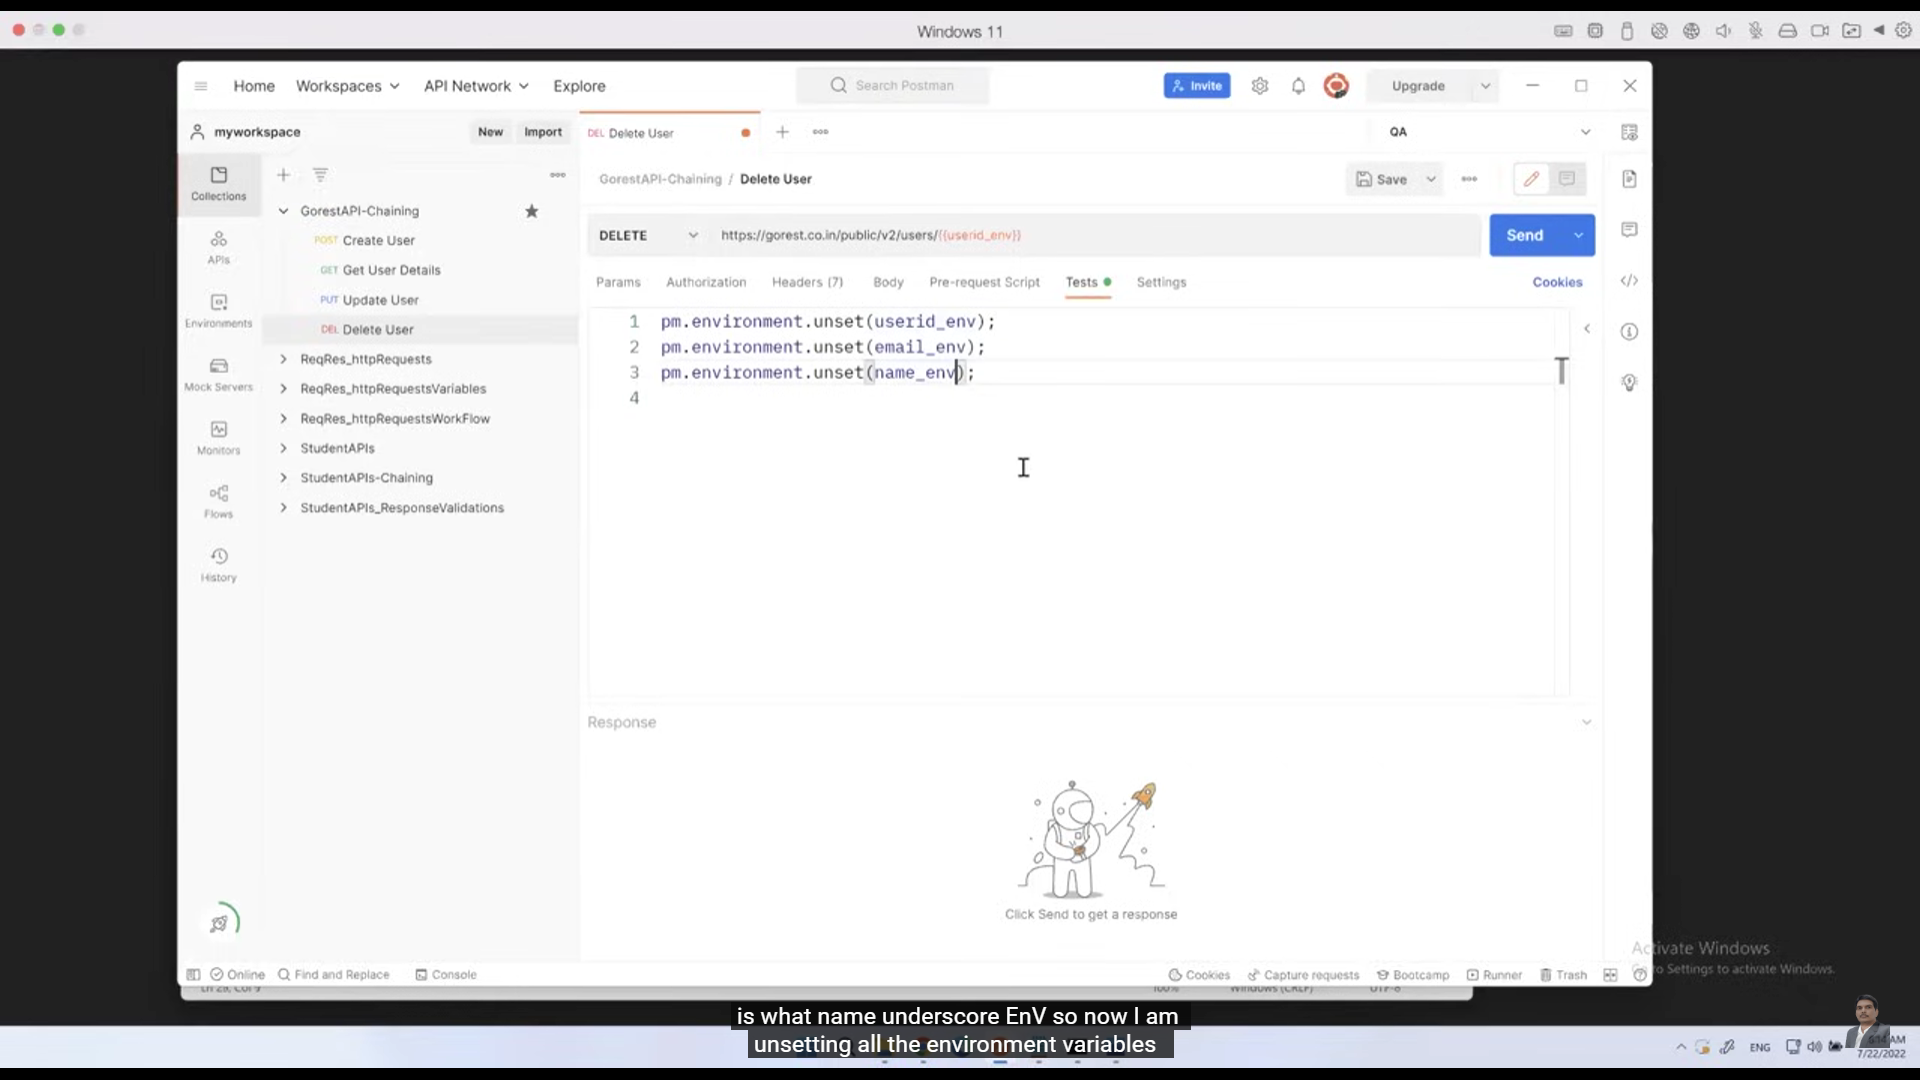 Windows 11
Home Workspaces API Network Explore Search Postman Invite Upgrade
myworkspace New Import DEL Delete User QA
Collections
GorestAPI-Chaining / Delete User Save
GorestAPI-Chaining
POST Create User
DELETE https://gorest.co.in/public/v2/users/{{userid_env}} Send
APIs
GET Get User Details
Params Authorization Headers (7) Body Pre-request Script Tests Settings Cookies
PUT Update User
Environments
DEL Delete User
1 pm.environment.unset(userid_env);
2 pm.environment.unset(email_env);
3 pm.environment.unset(name_env);
4
ReqRes_httpRequests
Mock Servers
ReqRes_httpRequestsVariables
ReqRes_httpRequestsWorkFlow
Monitors
StudentAPIs
StudentAPIs-Chaining
Flows
StudentAPIs_ResponseValidations
History
Response
Click Send to get a response
Activate Windows
to Settings to activate Windows.
Online Find and Replace Console Cookies Capture requests Bootcamp Runner Trash
100% Windows (CRLF) UTF-8
is what name underscore EnV so now I am
unsetting all the environment variables
ENG AM
7/22/2022